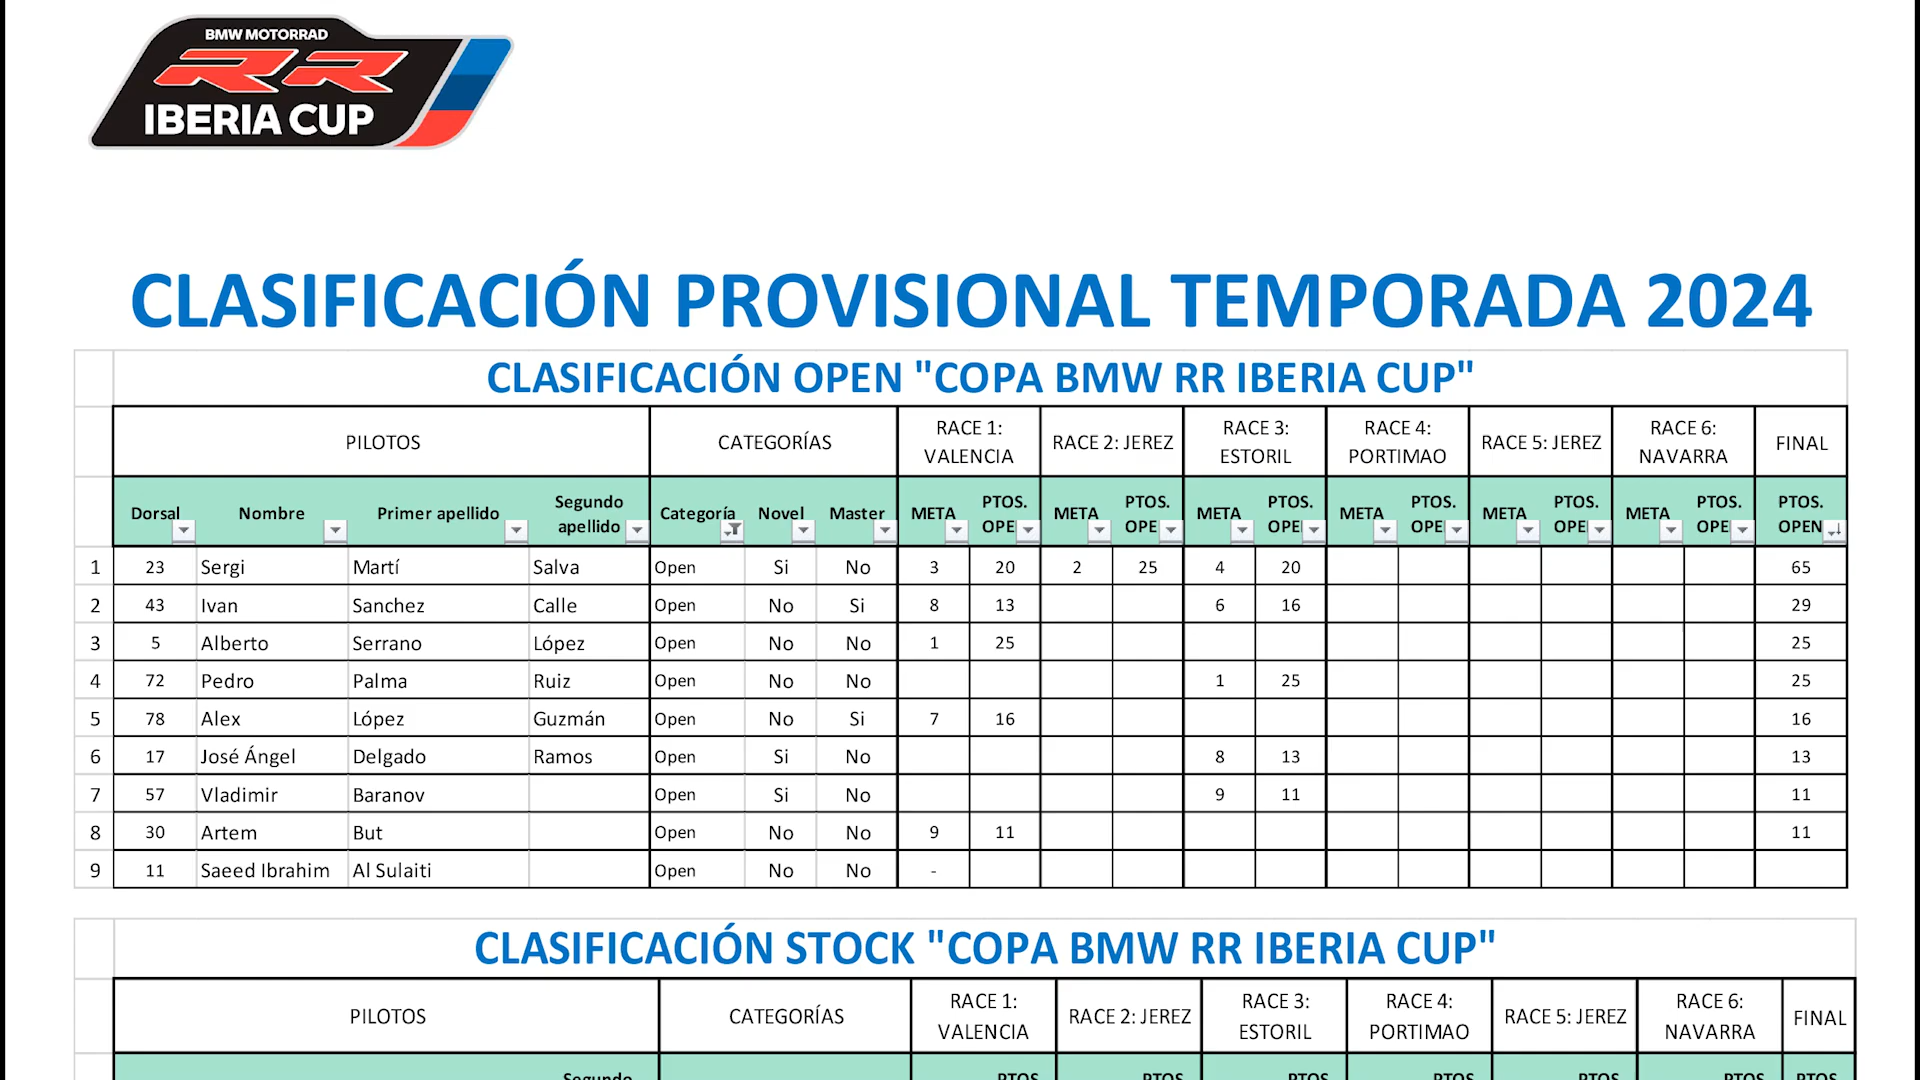 BMW MOTORRAD
RR
IBERIA CUP
CLASIFICACIÓN PROVISIONAL TEMPORADA 2024
CLASIFICACIÓN OPEN "COPA BMW RR IBERIA CUP"
PILOTOS CATEGORÍAS RACE 1: VALENCIA RACE 2: JEREZ RACE 3: ESTORIL RACE 4: PORTIMAO RACE 5: JEREZ RACE 6: NAVARRA FINAL
Dorsal Nombre Primer apellido Segundo apellido Categoría Novel Master META PTOS. OPE META PTOS. OPE META PTOS. OPE META PTOS. OPE META PTOS. OPE META PTOS. OPE PTOS. OPEN
1 23 Sergi Martí Salva Open Si No 3 20 2 25 4 20 65
2 43 Ivan Sanchez Calle Open No Si 8 13 6 16 29
3 5 Alberto Serrano López Open No No 1 25 25
4 72 Pedro Palma Ruiz Open No No 1 25 25
5 78 Alex López Guzmán Open No Si 7 16 16
6 17 José Ángel Delgado Ramos Open Si No 8 13 13
7 57 Vladimir Baranov Open Si No 9 11 11
8 30 Artem But Open No No 9 11 11
9 11 Saeed Ibrahim Al Sulaiti Open No No -
CLASIFICACIÓN STOCK "COPA BMW RR IBERIA CUP"
PILOTOS CATEGORÍAS RACE 1: VALENCIA RACE 2: JEREZ RACE 3: ESTORIL RACE 4: PORTIMAO RACE 5: JEREZ RACE 6: NAVARRA FINAL
Segundo PTOS. PTOS. PTOS. PTOS. PTOS. PTOS. PTOS.